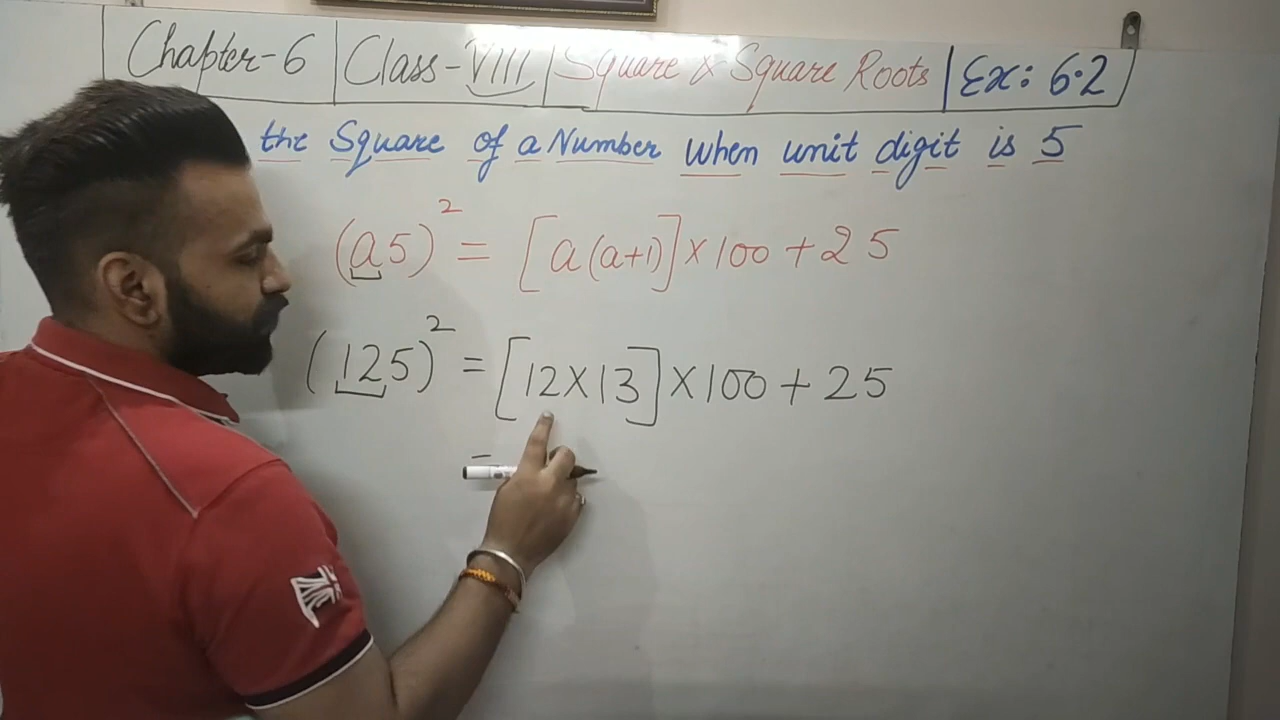 Chapter-6 | Class-VIII | Square & Square Roots | Ex: 6.2
the Square of a Number when unit digit is 5
(a5)² = [a(a+1)]×100+25
(125)² = [12×13]×100+25
=